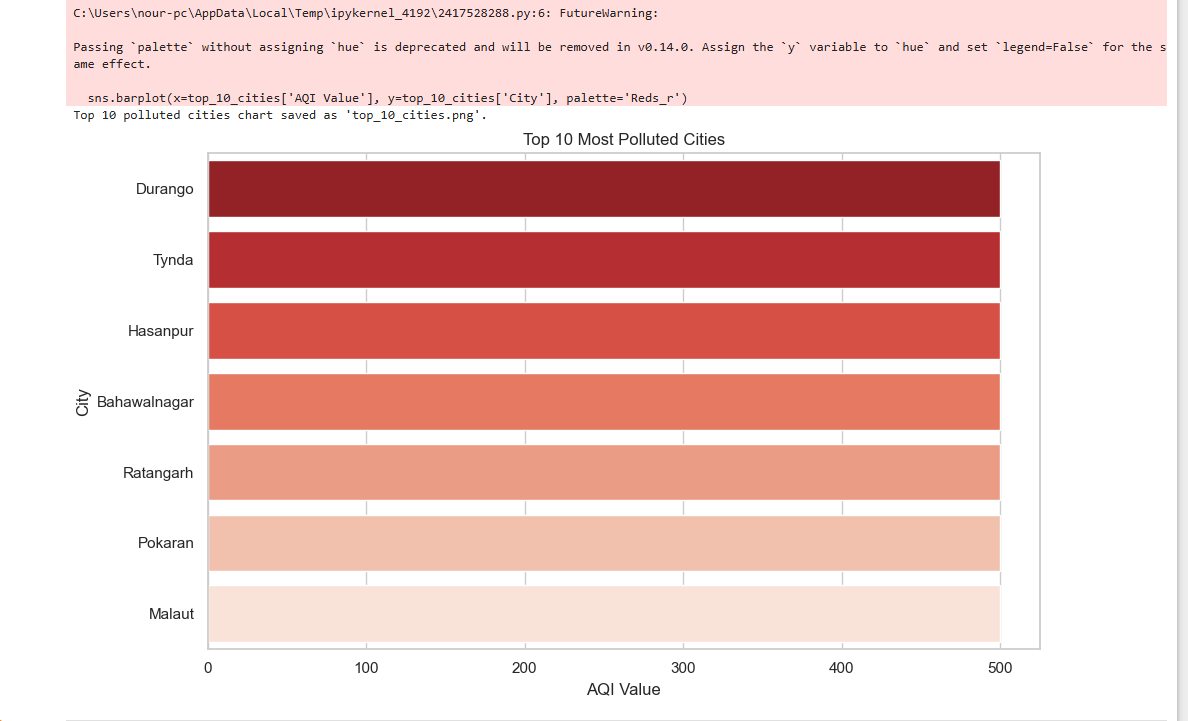 C:\Users\nour-pc\AppData\Local\Temp\ipykernel_4192\2417528288.py:6: FutureWarning:
Passing `palette` without assigning `hue` is deprecated and will be removed in v0.14.0. Assign the `y` variable to `hue` and set `legend=False` for the s
ame effect.
sns.barplot(x=top_10_cities['AQI Value'], y=top_10_cities['City'], palette='Reds_r')
Top 10 polluted cities chart saved as 'top_10_cities.png'.
Top 10 Most Polluted Cities
Durango
Tynda
Hasanpur
City
Bahawalnagar
Ratangarh
Pokaran
Malaut
0 100 200 300 400 500
AQI Value